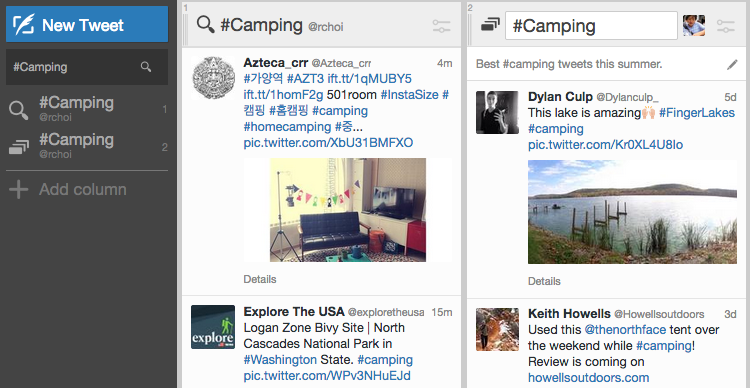 New Tweet
#Camping
#Camping
@rchoi
1
#Camping
@rchoi
2
Add column
1
#Camping @rchoi
Azteca_crr @Azteca_crr 4m
#가양역 #AZT3 ift.tt/1qMUBY5
ift.tt/1homF2g 501room #InstaSize #
캠핑 #홈캠핑 #camping
#homecamping #중...
pic.twitter.com/XbU31BMFXO
Details
Explore The USA @exploretheusa 15m
explore
Logan Zone Bivy Site | North
Cascades National Park in
#Washington State. #camping
pic.twitter.com/WPv3NHuEJd
2
#Camping
Best #camping tweets this summer.
Dylan Culp @Dylanculp_ 5d
This lake is amazing🙌🏻 #FingerLakes
#camping
pic.twitter.com/Kr0XL4U8Io
Details
Keith Howells @Howellsoutdoors 3d
Used this @thenorthface tent over
the weekend while #camping!
Review is coming on
howellsoutdoors.com